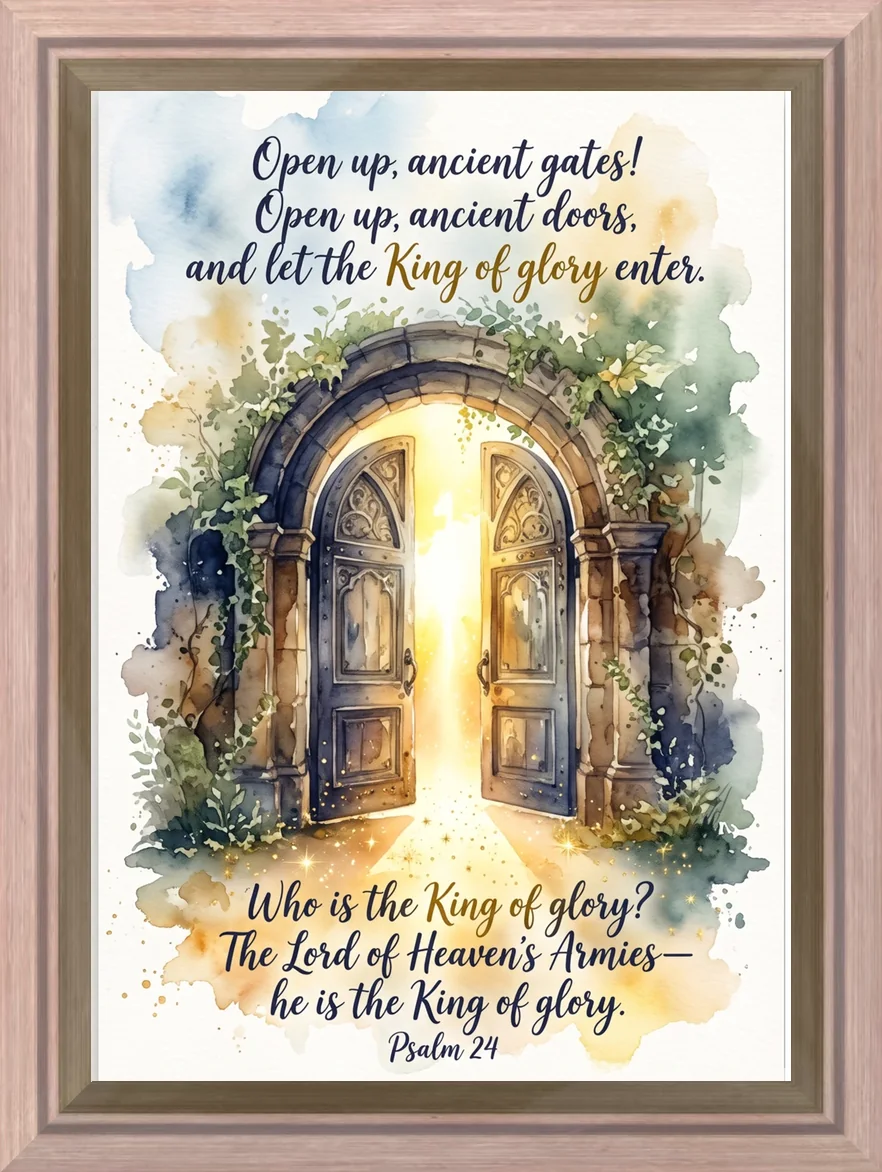 Open up, ancient gates!
Open up, ancient doors,
and let the King of glory enter.
Who is the King of glory?
The Lord of Heaven's Armies—
he is the King of glory.
Psalm 24